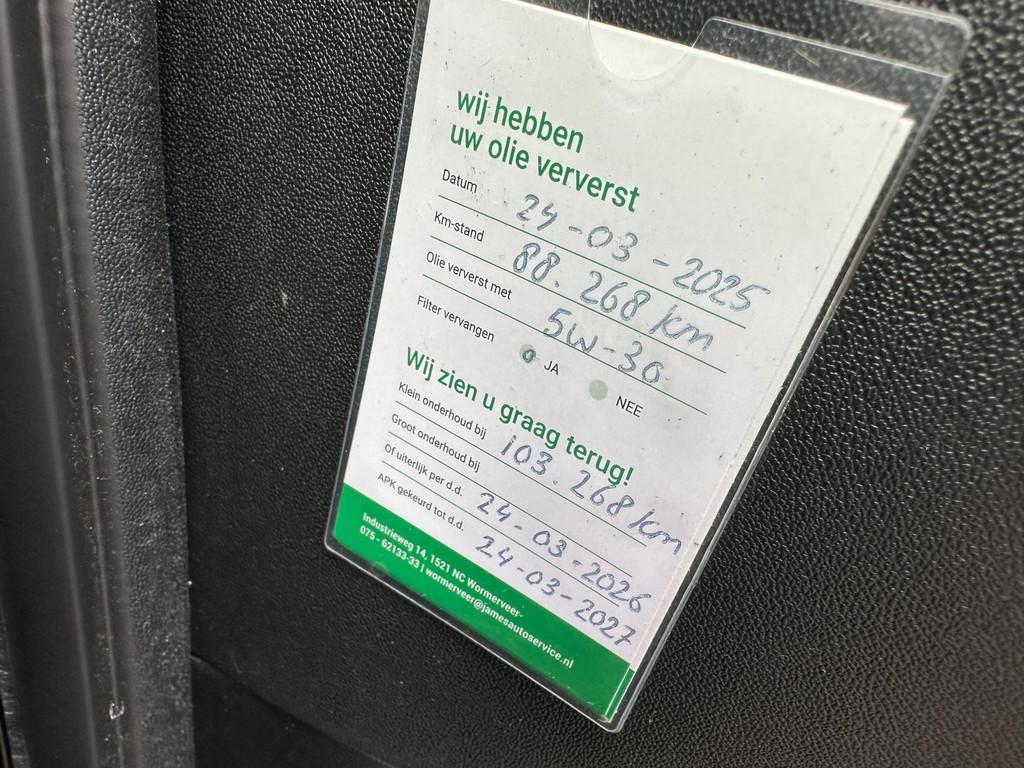 wij hebben
uw olie ververst
Datum 24-03-2025
Km-stand 88.268 km
Olie ververst met 5W-30
Filter vervangen JA NEE
Wij zien u graag terug!
Klein onderhoud bij
Groot onderhoud bij 103.268 km
Of uiterlijk per d.d. 24-03-2026
APK gekeurd tot d.d. 24-03-2027
Industrieweg 14, 1521 NC Wormerveer
075 - 62133-33 | wormerveer@jamesautoservice.nl